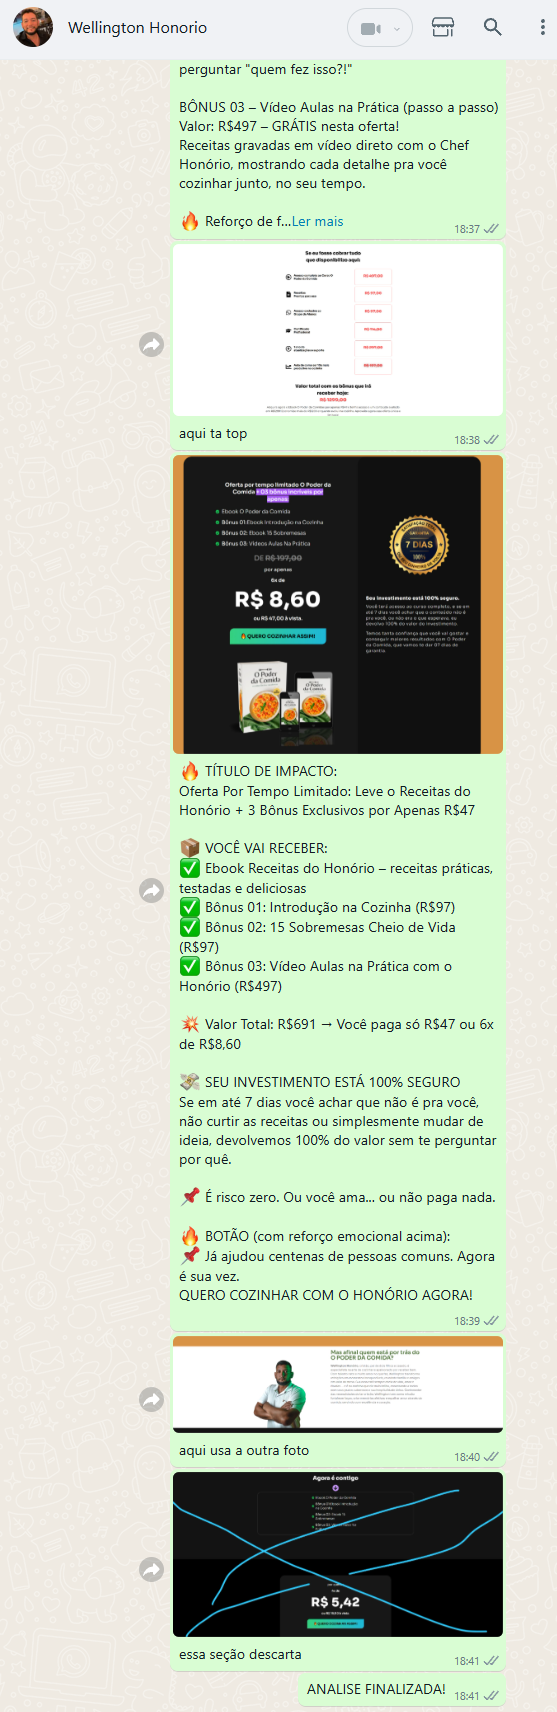 Wellington Honorio
perguntar "quem fez isso?!"
BÔNUS 03 – Vídeo Aulas na Prática (passo a passo)
Valor: R$497 – GRÁTIS nesta oferta!
Receitas gravadas em vídeo direto com o Chef
Honório, mostrando cada detalhe pra você
cozinhar junto, no seu tempo.
🔥 Reforço de f...Ler mais
18:37
Se eu fosse cobrar tudo
que disponibilizo aqui:
Valor total com os bônus que irá
receber hoje:
aqui ta top
18:38
Oferta por tempo limitado O Poder da
Comida + 03 bônus incríveis por
apenas
Ebook O Poder da Comida
Bônus 01: Ebook Introdução na Cozinha
Bônus 02: Ebook 15 Sobremesas
Bônus 03: Vídeos Aulas Na Prática
DE R$ 197,00
por apenas
6x de
R$ 8,60
ou R$ 47,00 à vista.
🔥 QUERO COZINHAR ASSIM!
O Poder
da Comida
7 DIAS
100%
Seu investimento está 100% seguro.
🔥 TÍTULO DE IMPACTO:
Oferta Por Tempo Limitado: Leve o Receitas do
Honório + 3 Bônus Exclusivos por Apenas R$47
📦 VOCÊ VAI RECEBER:
✅ Ebook Receitas do Honório – receitas práticas,
testadas e deliciosas
✅ Bônus 01: Introdução na Cozinha (R$97)
✅ Bônus 02: 15 Sobremesas Cheio de Vida
(R$97)
✅ Bônus 03: Vídeo Aulas na Prática com o
Honório (R$497)
💥 Valor Total: R$691 → Você paga só R$47 ou 6x
de R$8,60
💸 SEU INVESTIMENTO ESTÁ 100% SEGURO
Se em até 7 dias você achar que não é pra você,
não curtir as receitas ou simplesmente mudar de
ideia, devolvemos 100% do valor sem te perguntar
por quê.
📌 É risco zero. Ou você ama... ou não paga nada.
🔥 BOTÃO (com reforço emocional acima):
📌 Já ajudou centenas de pessoas comuns. Agora
é sua vez.
QUERO COZINHAR COM O HONÓRIO AGORA!
18:39
Mas afinal quem está por trás do
O PODER DA COMIDA?
aqui usa a outra foto
18:40
Agora é contigo
R$ 5,42
essa seção descarta
18:41
ANALISE FINALIZADA!
18:41